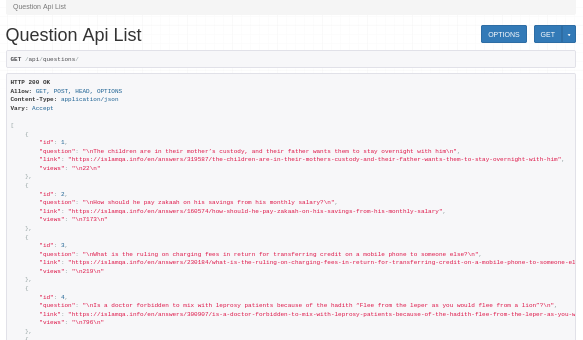 Question Api List
Question Api List
OPTIONS
GET
GET /api/questions/
HTTP 200 OK
Allow: GET, POST, HEAD, OPTIONS
Content-Type: application/json
Vary: Accept
[
{
"id": 1,
"question": "\nThe children are in their mother's custody, and their father wants them to stay overnight with him\n",
"link": "https://islamqa.info/en/answers/319587/the-children-are-in-their-mothers-custody-and-their-father-wants-them-to-stay-overnight-with-him",
"views": "\n22\n"
},
{
"id": 2,
"question": "\nHow should he pay zakaah on his savings from his monthly salary?\n",
"link": "https://islamqa.info/en/answers/160574/how-should-he-pay-zakaah-on-his-savings-from-his-monthly-salary",
"views": "\n7173\n"
},
{
"id": 3,
"question": "\nWhat is the ruling on charging fees in return for transferring credit on a mobile phone to someone else?\n",
"link": "https://islamqa.info/en/answers/230184/what-is-the-ruling-on-charging-fees-in-return-for-transferring-credit-on-a-mobile-phone-to-someone-el
"views": "\n219\n"
},
{
"id": 4,
"question": "\nIs a doctor forbidden to mix with leprosy patients because of the hadith "Flee from the leper as you would flee from a lion"?\n",
"link": "https://islamqa.info/en/answers/300907/is-a-doctor-forbidden-to-mix-with-leprosy-patients-because-of-the-hadith-flee-from-the-leper-as-you-w
"views": "\n796\n"
},
{